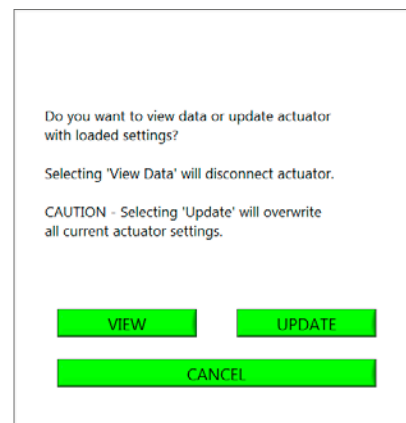 Do you want to view data or update actuator
with loaded settings?
Selecting 'View Data' will disconnect actuator.
CAUTION - Selecting 'Update' will overwrite
all current actuator settings.
VIEW UPDATE
CANCEL